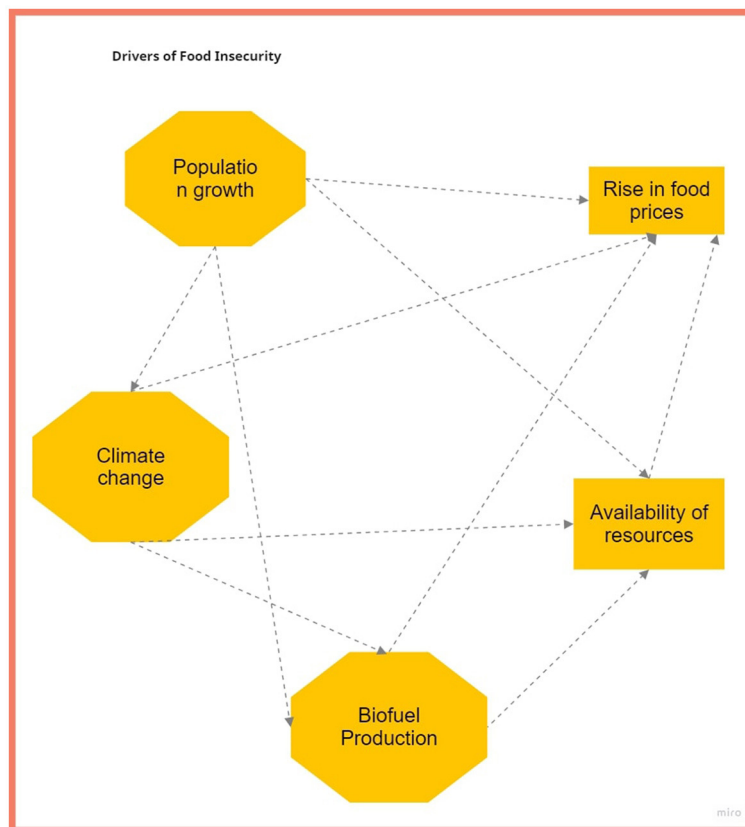 Drivers of Food Insecurity
Populatio
n growth
Rise in food
prices
Climate
change
Availability of
resources
Biofuel
Production
miro